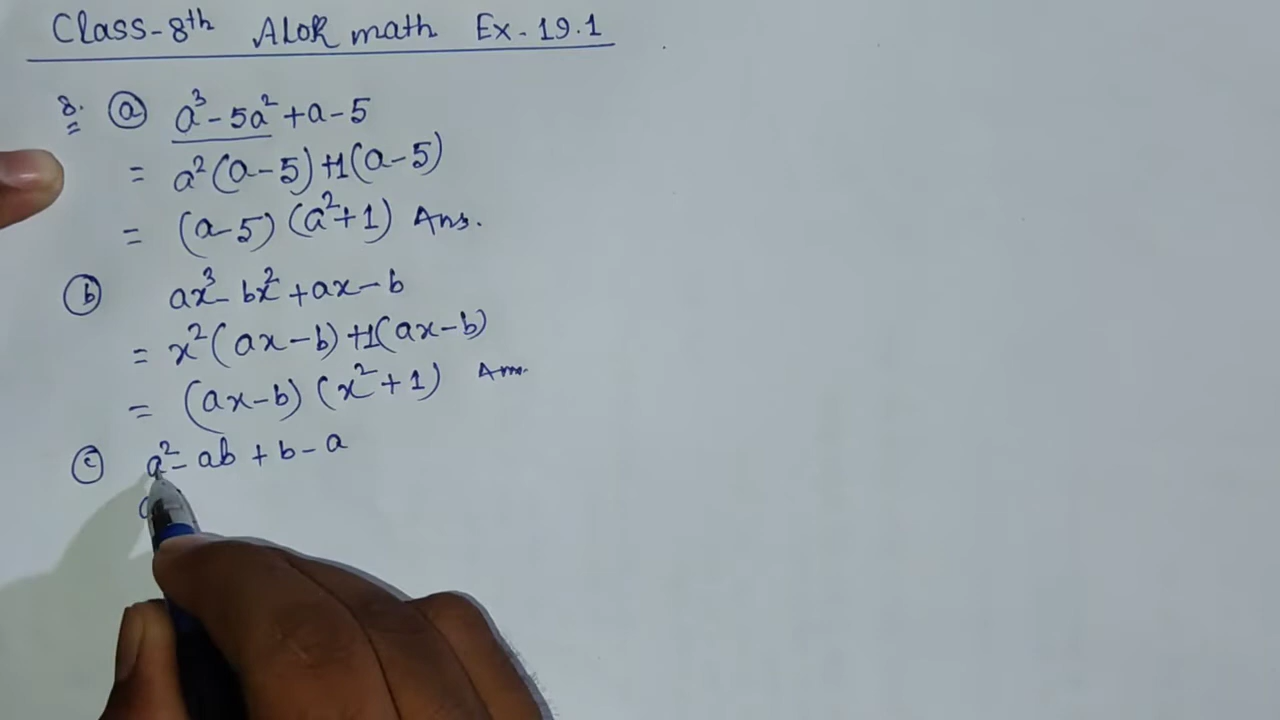 Class-8th ALOK math Ex-19.1
8. (a) a³ - 5a² + a - 5
= a²(a-5) +1(a-5)
= (a-5) (a²+1) Ans.
(b) ax³ - bx² + ax - b
= x²(ax-b) +1(ax-b)
= (ax-b) (x²+1) Ans.
(c) a² - ab + b - a